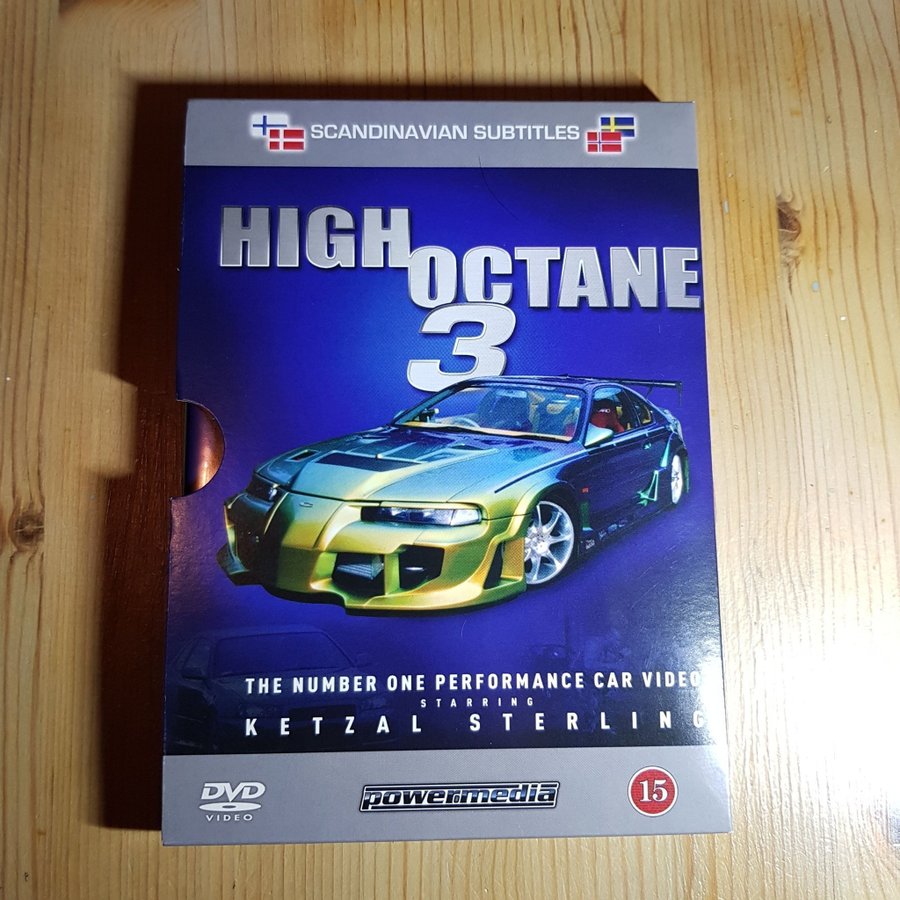 SCANDINAVIAN SUBTITLES
HIGH
OCTANE
3
THE NUMBER ONE PERFORMANCE CAR VIDEO
STARRING
KETZAL STERLING
DVD
VIDEO
powermedia
15